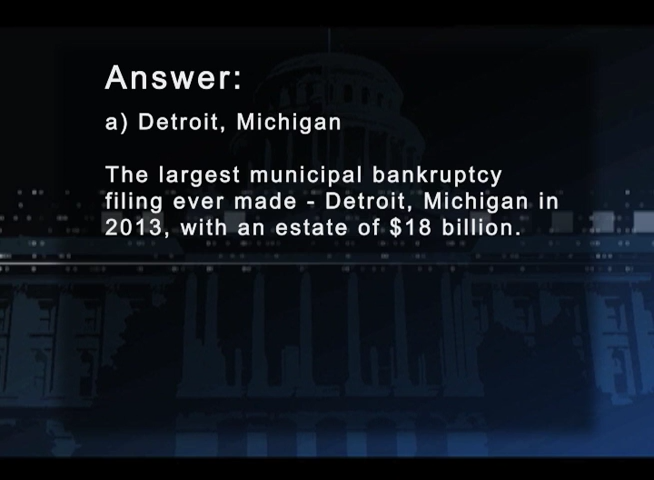 Answer:
a) Detroit, Michigan
The largest municipal bankruptcy
filing ever made - Detroit, Michigan in
2013, with an estate of $18 billion.